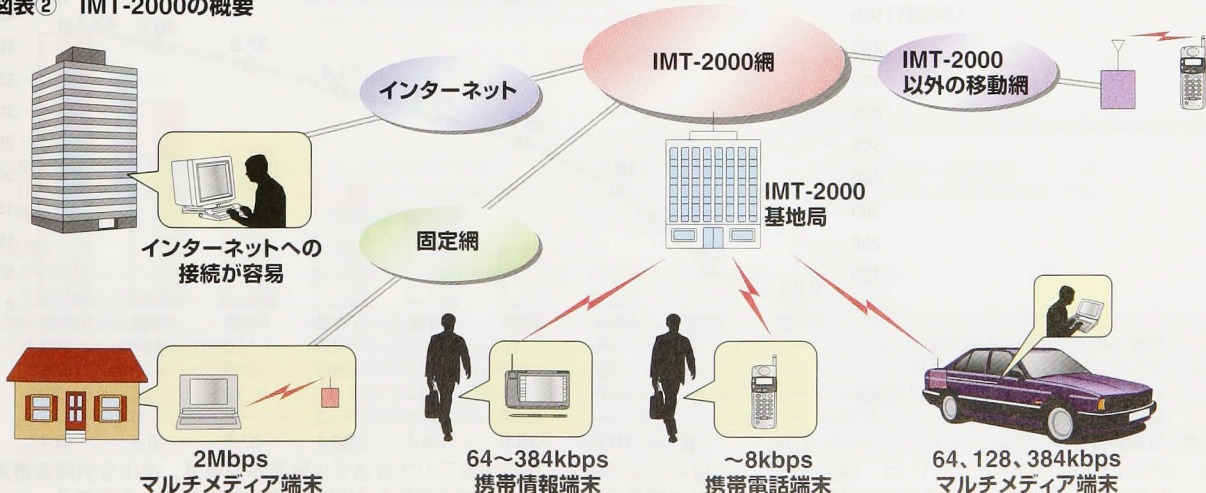 図表② IMT-2000の概要
インターネット
IMT-2000網
IMT-2000
以外の移動網
IMT-2000
基地局
固定網
インターネットへの
接続が容易
2Mbps
マルチメディア端末
64～384kbps
携帯情報端末
～8kbps
携帯電話端末
64、128、384kbps
マルチメディア端末